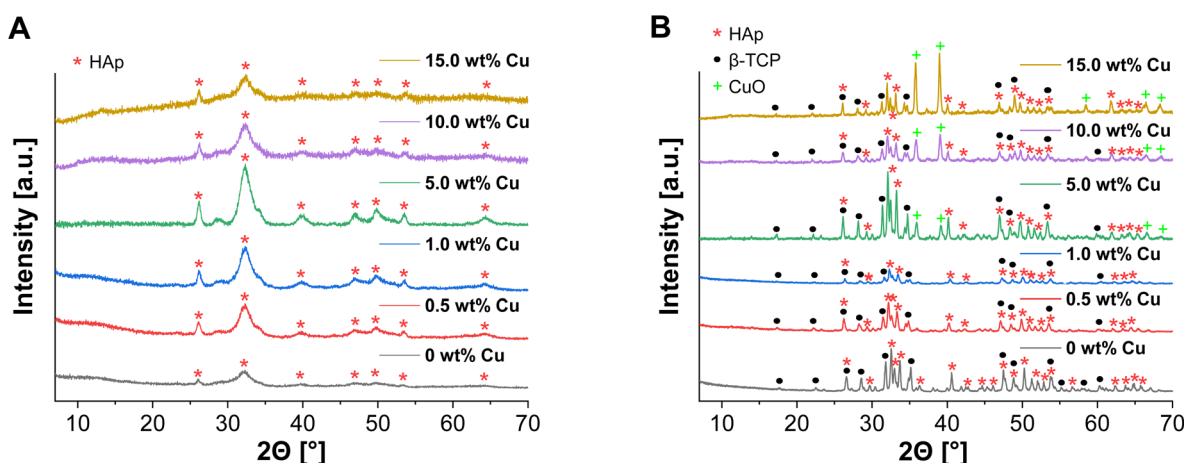 A
* HAp
15.0 wt% Cu
10.0 wt% Cu
5.0 wt% Cu
1.0 wt% Cu
0.5 wt% Cu
0 wt% Cu
Intensity [a.u.]
10 20 30 40 50 60 70
2Θ [°]
B
* HAp
• β-TCP
+ CuO
15.0 wt% Cu
10.0 wt% Cu
5.0 wt% Cu
1.0 wt% Cu
0.5 wt% Cu
0 wt% Cu
Intensity [a.u.]
10 20 30 40 50 60 70
2Θ [°]